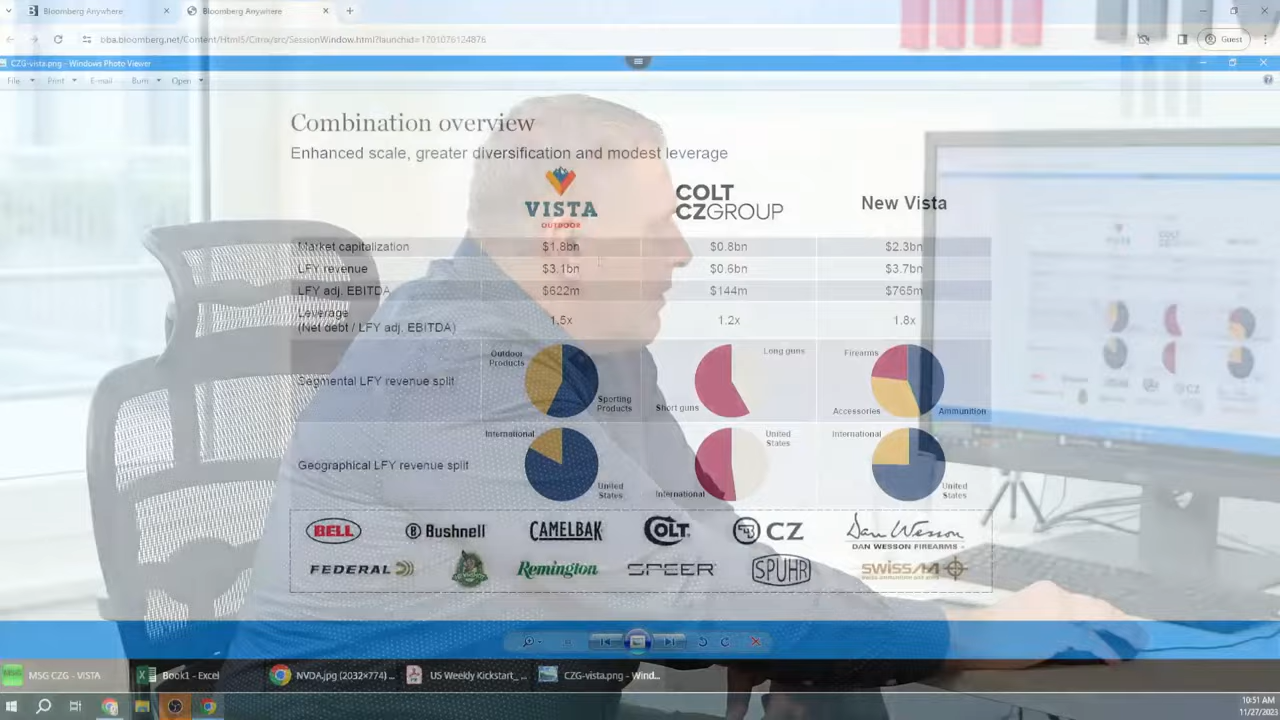 Bloomberg Anywhere
Bloomberg Anywhere
bba.bloomberg.net/Content/Html5/Citrix/src/SessionWindow.html?launchid=1701076124876
Guest
CZG-vista.png - Windows Photo Viewer
File Print E-mail Burn Open
Combination overview
Enhanced scale, greater diversification and modest leverage
VISTA
OUTDOOR
COLT
CZGROUP
New Vista
Market capitalization $1.8bn $0.8bn $2.3bn
LFY revenue $3.1bn $0.6bn $3.7bn
LFY adj. EBITDA $622m $144m $765m
Leverage
(Net debt / LFY adj. EBITDA) 1.5x 1.2x 1.8x
Segmental LFY revenue split
Outdoor
Products
Sporting
Products
Long guns
Short guns
Firearms
Accessories
Ammunition
Geographical LFY revenue split
International
United
States
United
States
International
International
United
States
BELL Bushnell CAMELBAK COLT CZ Dan Wesson
DAN WESSON FIREARMS
FEDERAL Remington SPEER SPUHR swissAA
MSG CZG - VISTA
Book1 - Excel
NVDA.jpg (2032×774) ...
US Weekly Kickstart_ ...
CZG-vista.png - Wind...
10:51 AM
11/27/2023